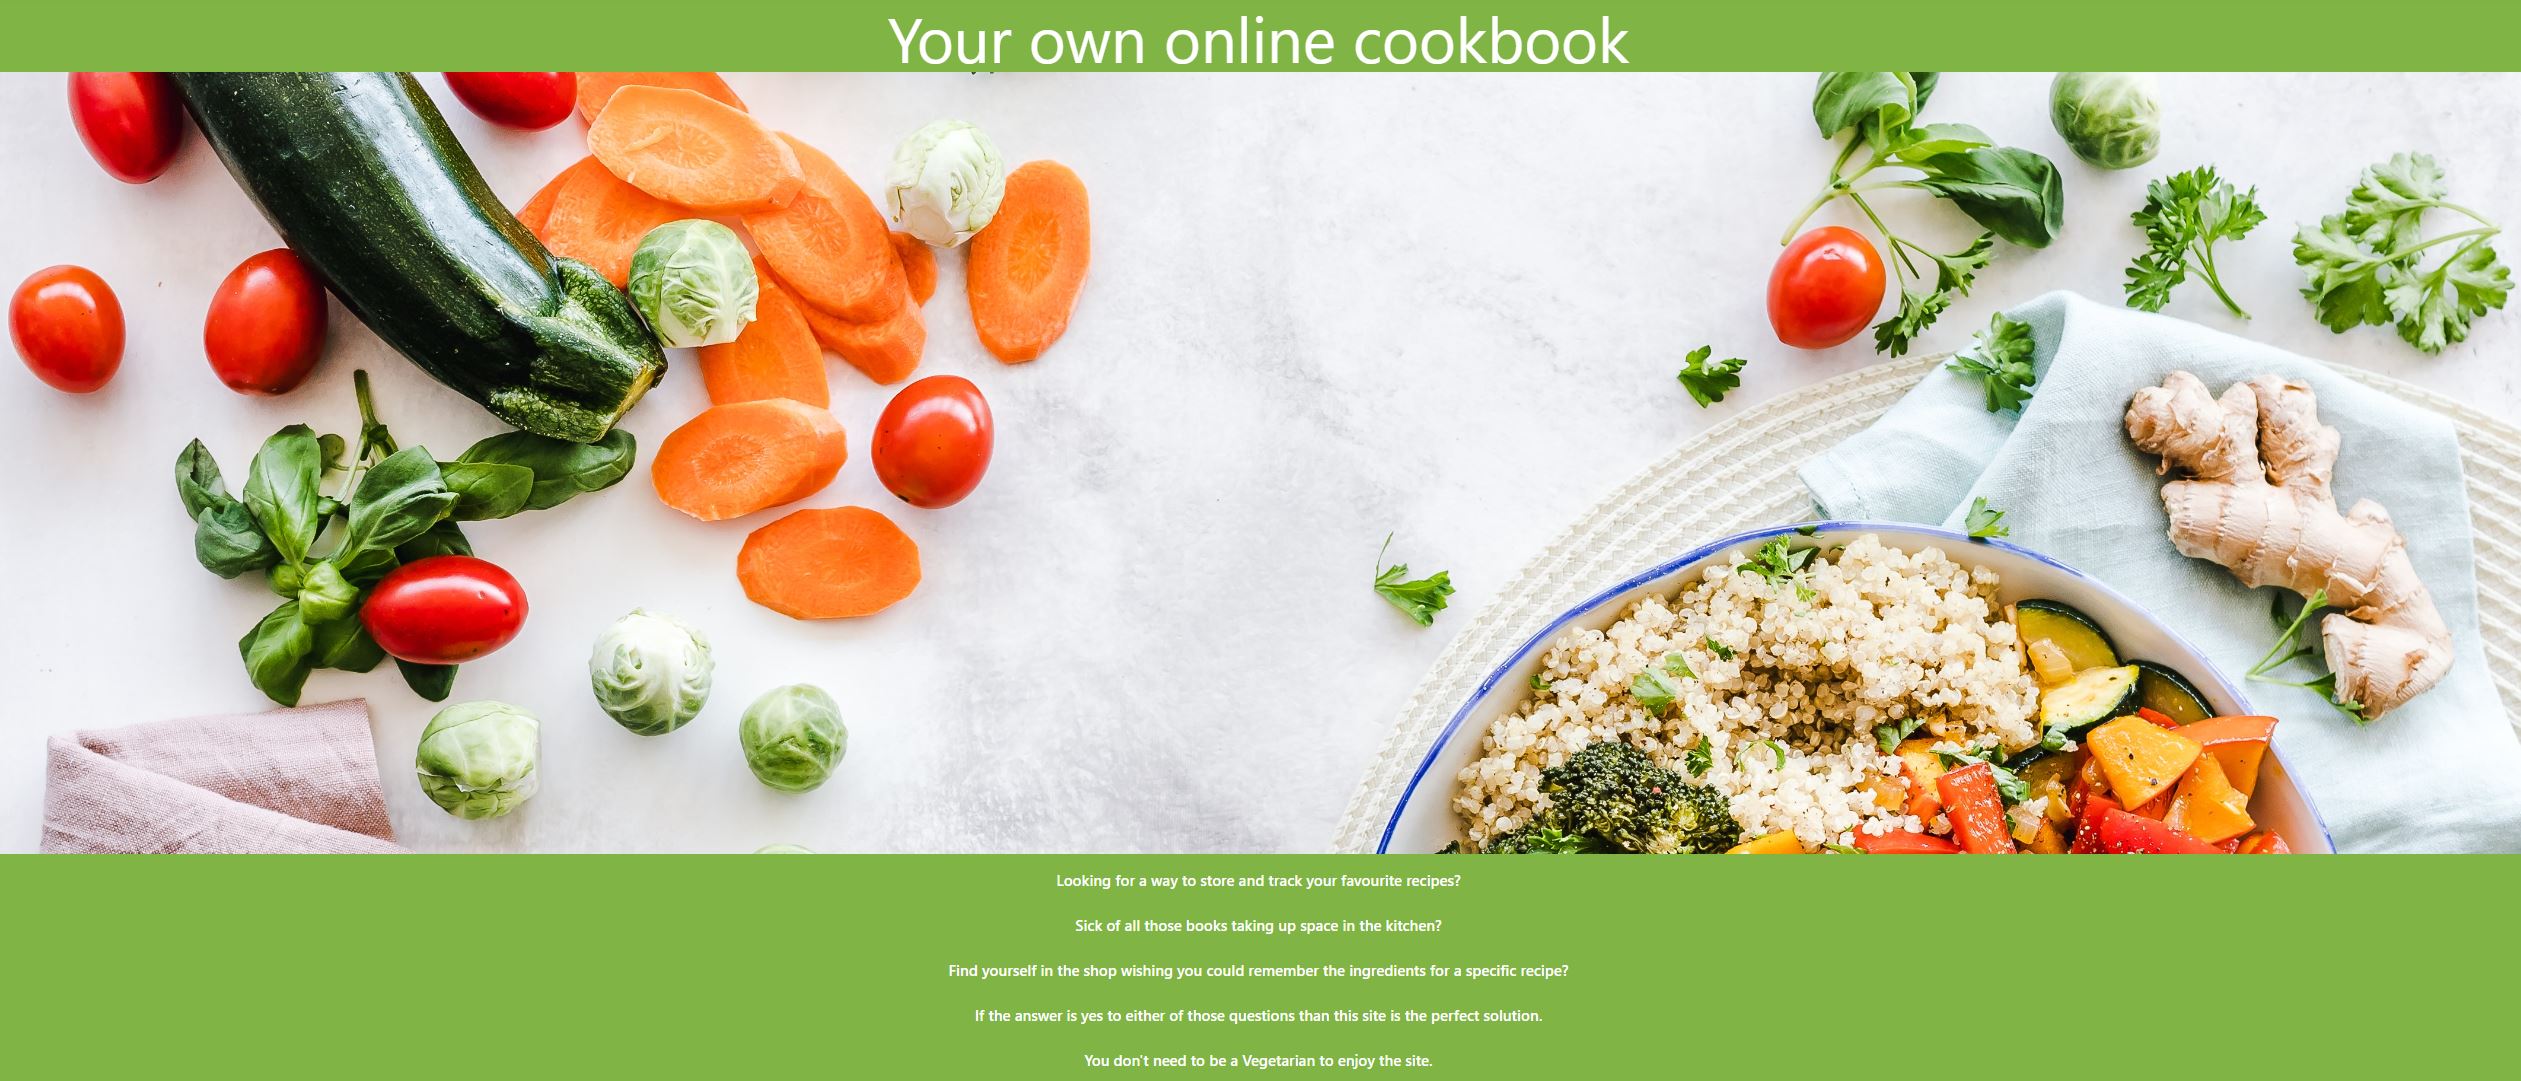 Your own online cookbook
Looking for a way to store and track your favourite recipes?
Sick of all those books taking up space in the kitchen?
Find yourself in the shop wishing you could remember the ingredients for a specific recipe?
If the answer is yes to either of those questions than this site is the perfect solution.
You don't need to be a Vegetarian to enjoy the site.